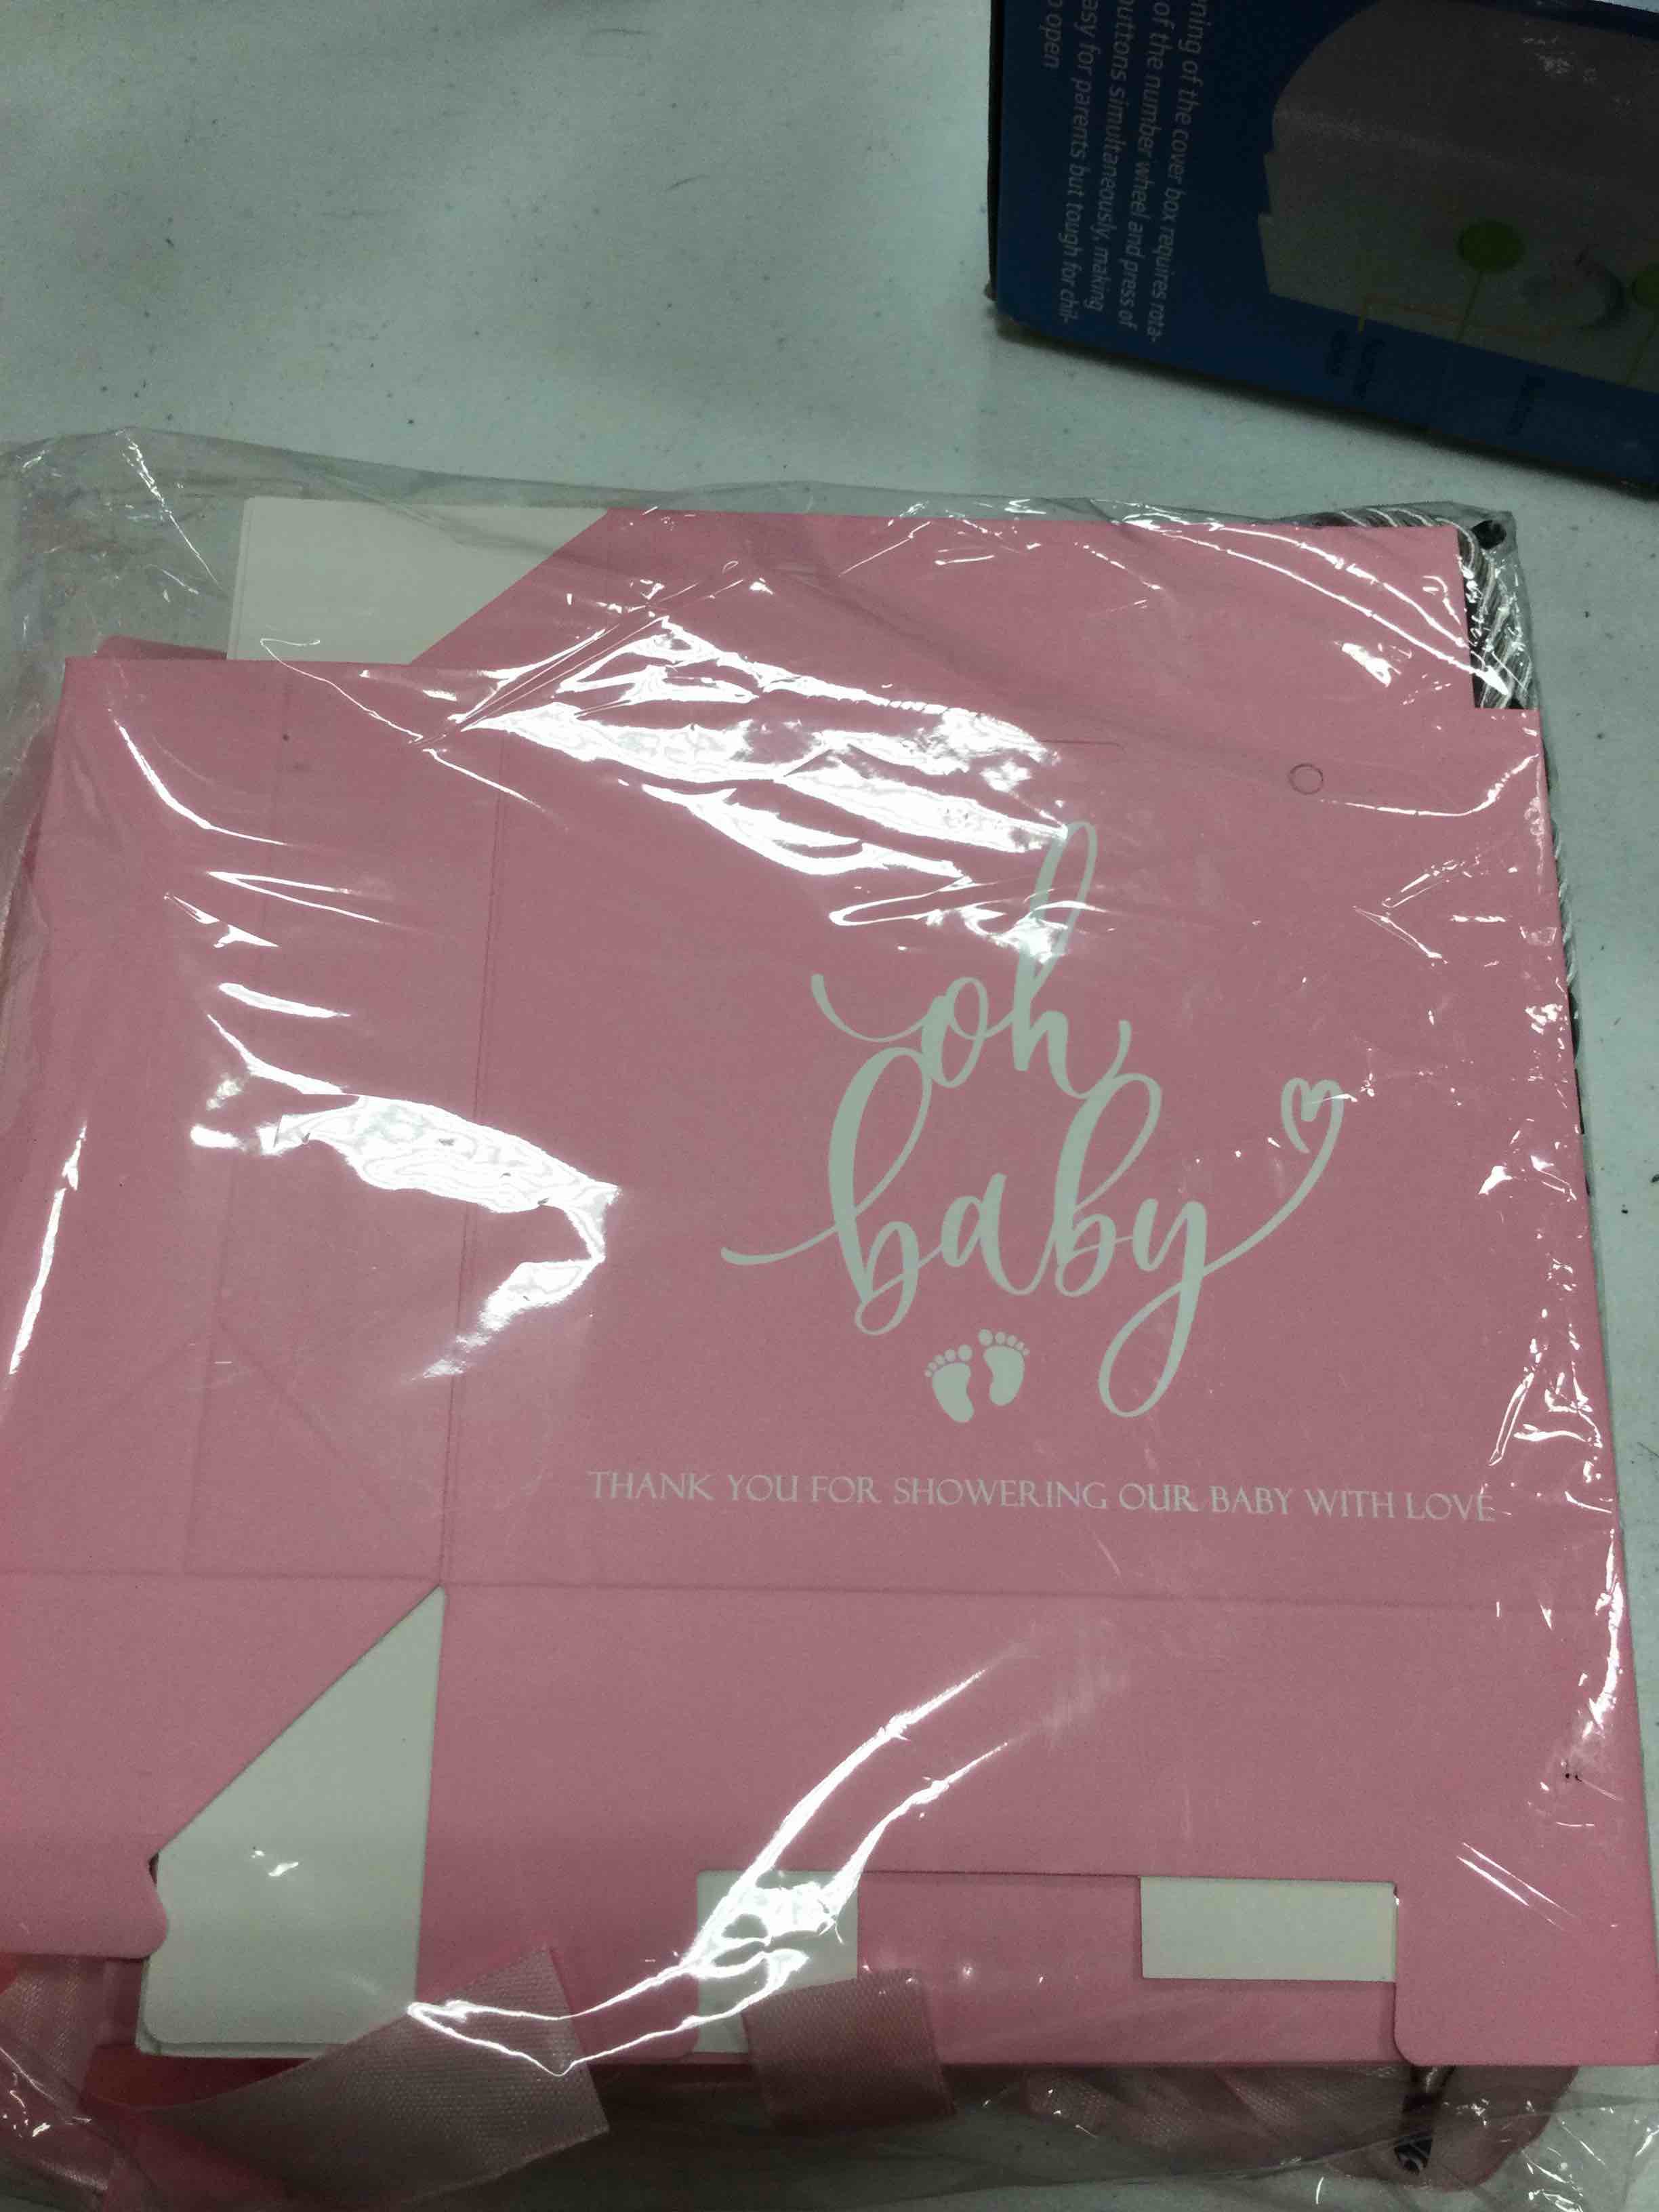 ning of the cover box requires rota-
of the number wheel and press of
buttons simultaneously, making
easy for parents but tough for chil-
open
oh
baby
THANK YOU FOR SHOWERING OUR BABY WITH LOVE